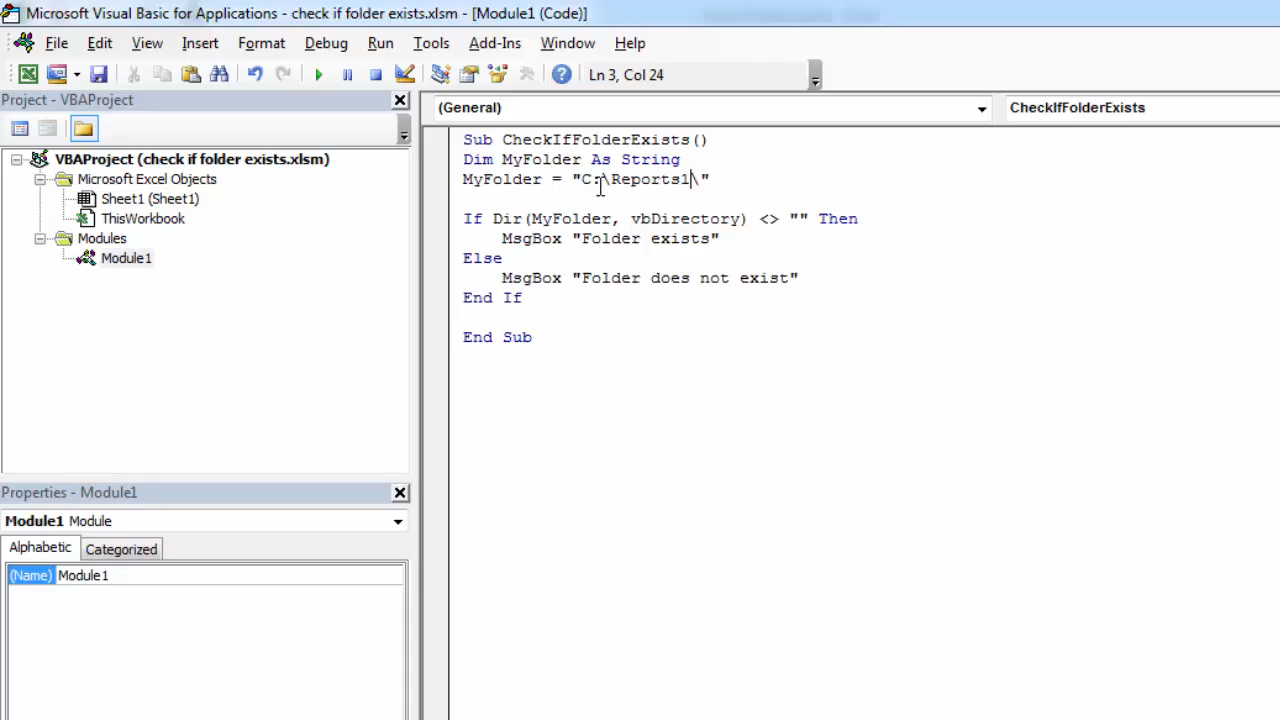 Microsoft Visual Basic for Applications - check if folder exists.xlsm - [Module1 (Code)]
File Edit View Insert Format Debug Run Tools Add-Ins Window Help
Ln 3, Col 24
Project - VBAProject
(General)
CheckIfFolderExists
VBAProject (check if folder exists.xlsm)
Microsoft Excel Objects
Sheet1 (Sheet1)
ThisWorkbook
Modules
Module1
Sub CheckIfFolderExists()
Dim MyFolder As String
MyFolder = "C:\Reports1\"
If Dir(MyFolder, vbDirectory) <> "" Then
MsgBox "Folder exists"
Else
MsgBox "Folder does not exist"
End If
End Sub
Properties - Module1
Module1 Module
Alphabetic Categorized
(Name) Module1